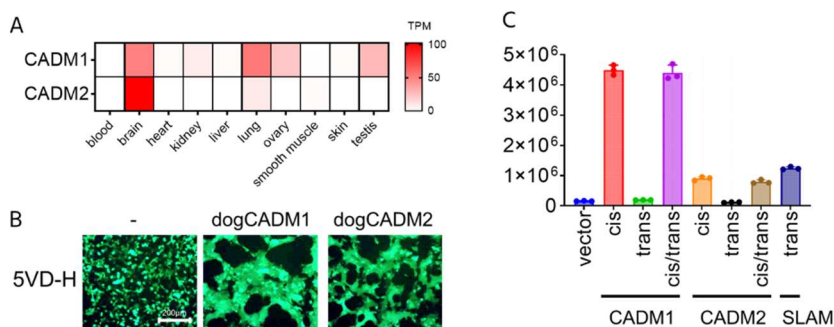 A
TPM
CADM1
CADM2
100
50
0
blood
brain
heart
kidney
liver
lung
ovary
smooth muscle
skin
testis
B
-
dogCADM1
dogCADM2
5VD-H
200μm
C
5×10⁶
4×10⁶
3×10⁶
2×10⁶
1×10⁶
0
vector
cis
trans
cis/trans
cis
trans
cis/trans
trans
CADM1
CADM2
SLAM